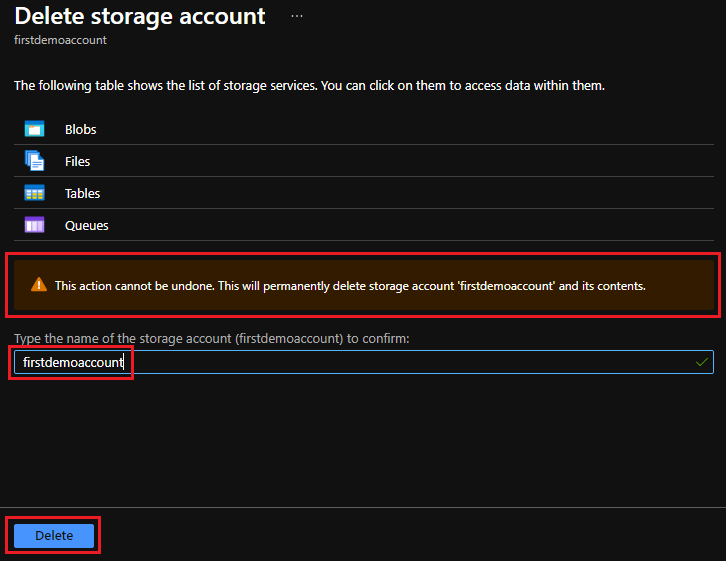 Delete storage account ...
firstdemoaccount
The following table shows the list of storage services. You can click on them to access data within them.
Blobs
Files
Tables
Queues
This action cannot be undone. This will permanently delete storage account 'firstdemoaccount' and its contents.
Type the name of the storage account (firstdemoaccount) to confirm:
firstdemoaccount
Delete